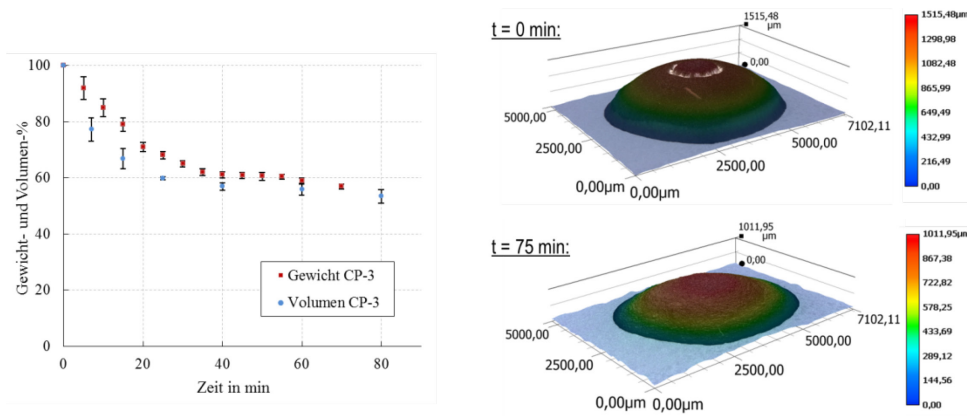 100
80
60
40
20
0
Gewicht- und Volumen-%
0
20
40
60
80
Zeit in min
Gewicht CP-3
Volumen CP-3
t = 0 min:
1515,48
µm
0,00
5000,00
2500,00
0,00µm
0,00µm
2500,00
5000,00
7102,11
1515,48µm
1298,98
1082,48
865,99
649,49
432,99
216,49
0,00
t = 75 min:
1011,95
µm
0,00
5000,00
2500,00
0,00µm
0,00µm
2500,00
5000,00
7102,11
1011,95µm
867,38
722,82
578,25
433,69
289,12
144,56
0,00